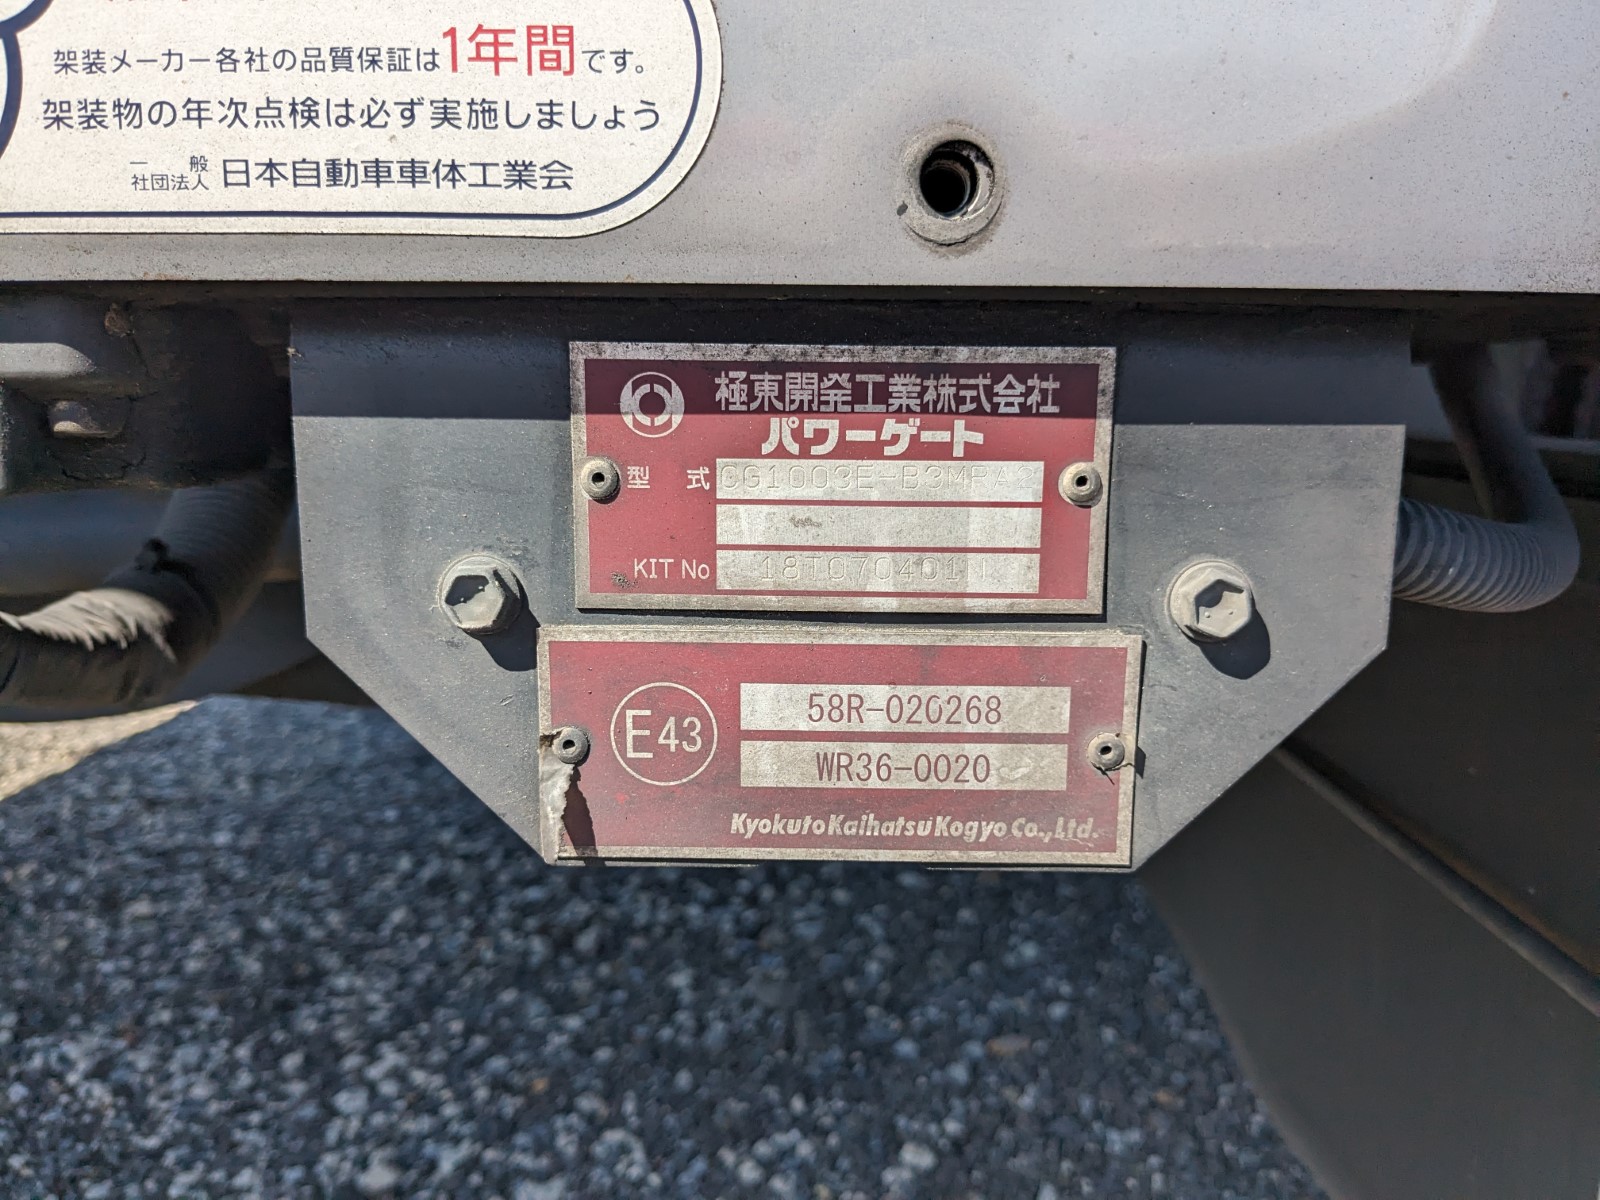 架装メーカー各社の品質保証は1年間です。
架装物の年次点検は必ず実施しましょう
一般社団法人 日本自動車車体工業会
極東開発工業株式会社
パワーゲート
型式 CG1003E-B3MPA2
KIT No 18T070401N
E43
58R-020268
WR36-0020
Kyokuto Kaihatsu Kogyo Co.,Ltd.